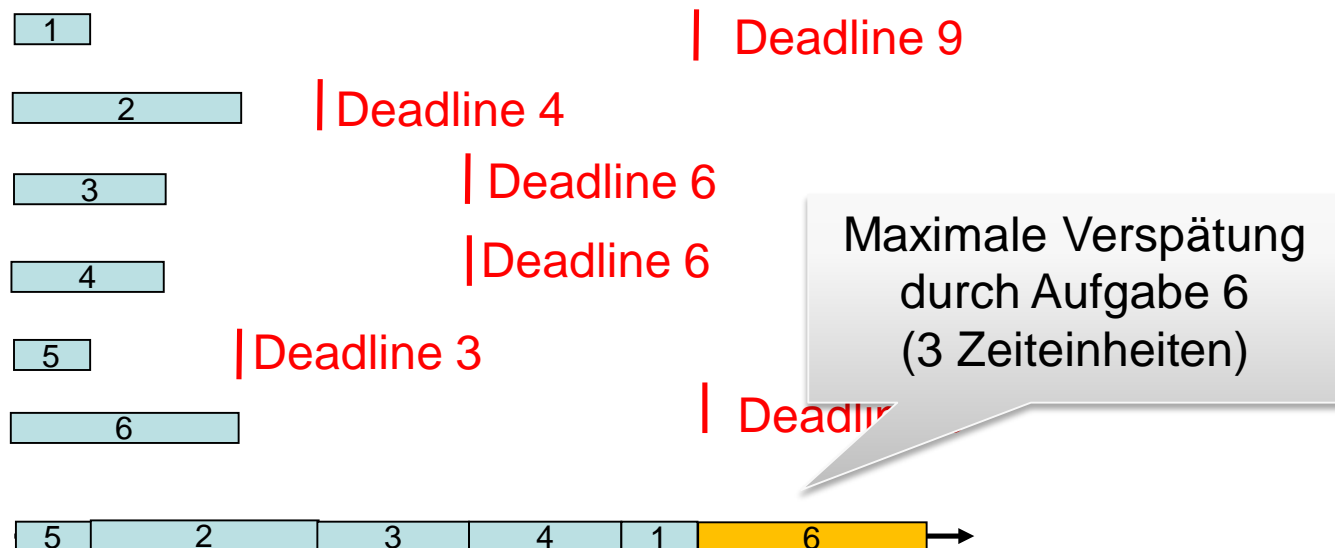 1
Deadline 9
2
Deadline 4
3
Deadline 6
4
Deadline 6
5
Deadline 3
6
Maximale Verspätung
durch Aufgabe 6
(3 Zeiteinheiten)
5 2 3 4 1 6